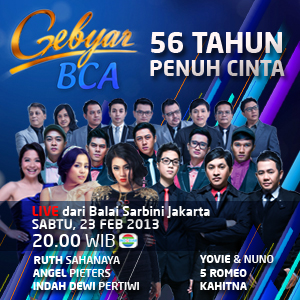 Gebyar
BCA
56 TAHUN
PENUH CINTA
LIVE dari Balai Sarbini Jakarta
SABTU, 23 FEB 2013
20.00 WIB
RUTH SAHANAYA
ANGEL PIETERS
INDAH DEWI PERTIWI
YOVIE & NUNO
5 ROMEO
KAHITNA